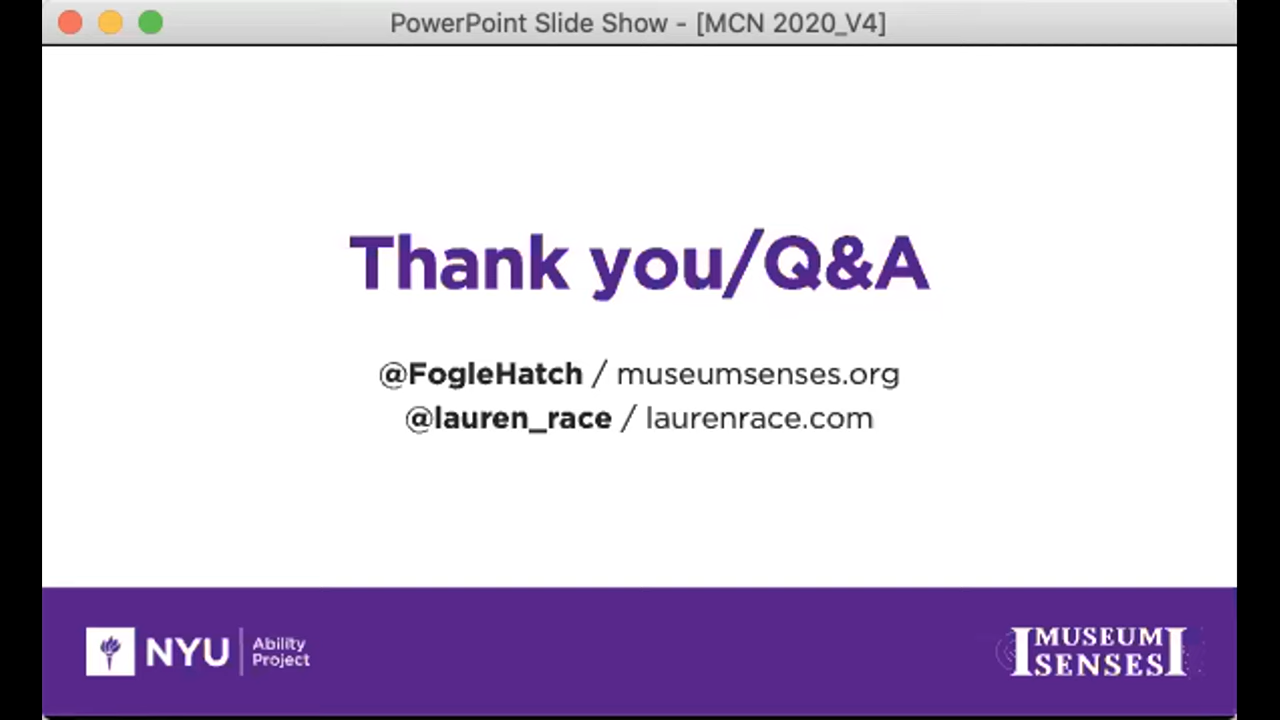 PowerPoint Slide Show - [MCN 2020_V4]
Thank you/Q&A
@FogleHatch / museumsenses.org
@lauren_race / laurenrace.com
NYU
Ability
Project
MUSEUM
SENSES